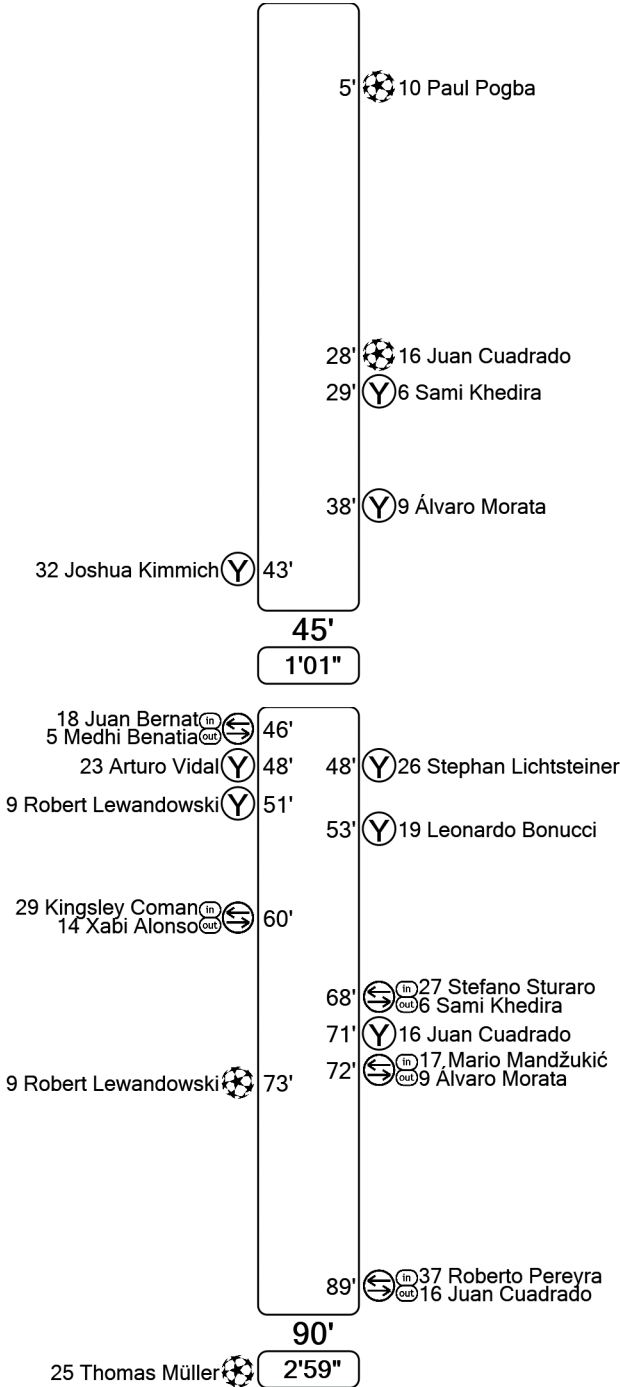 5' 10 Paul Pogba
28' 16 Juan Cuadrado
29' Y 6 Sami Khedira
38' Y 9 Álvaro Morata
32 Joshua Kimmich Y 43'
45'
1'01"
18 Juan Bernat in
5 Medhi Benatia out 46'
23 Arturo Vidal Y 48' 48' Y 26 Stephan Lichtsteiner
9 Robert Lewandowski Y 51'
53' Y 19 Leonardo Bonucci
29 Kingsley Coman in
14 Xabi Alonso out 60'
68' in 27 Stefano Sturaro
out 6 Sami Khedira
71' Y 16 Juan Cuadrado
72' in 17 Mario Mandžukić
out 9 Álvaro Morata
9 Robert Lewandowski 73'
89' in 37 Roberto Pereyra
out 16 Juan Cuadrado
90'
25 Thomas Müller 2'59"